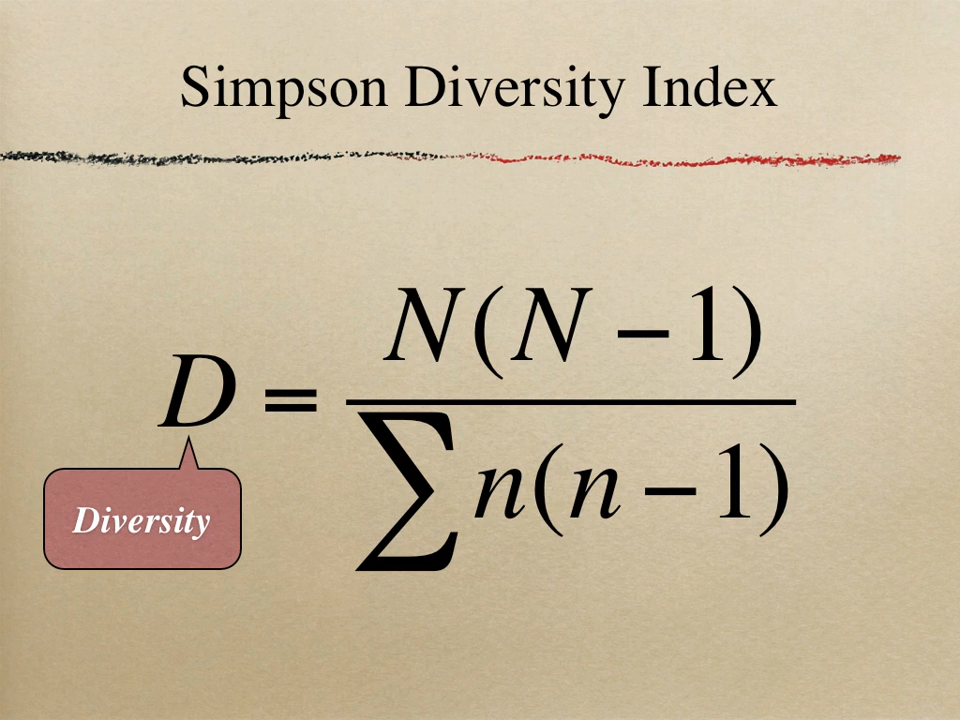 Simpson Diversity Index
D = N(N − 1) / ∑ n(n − 1)
Diversity